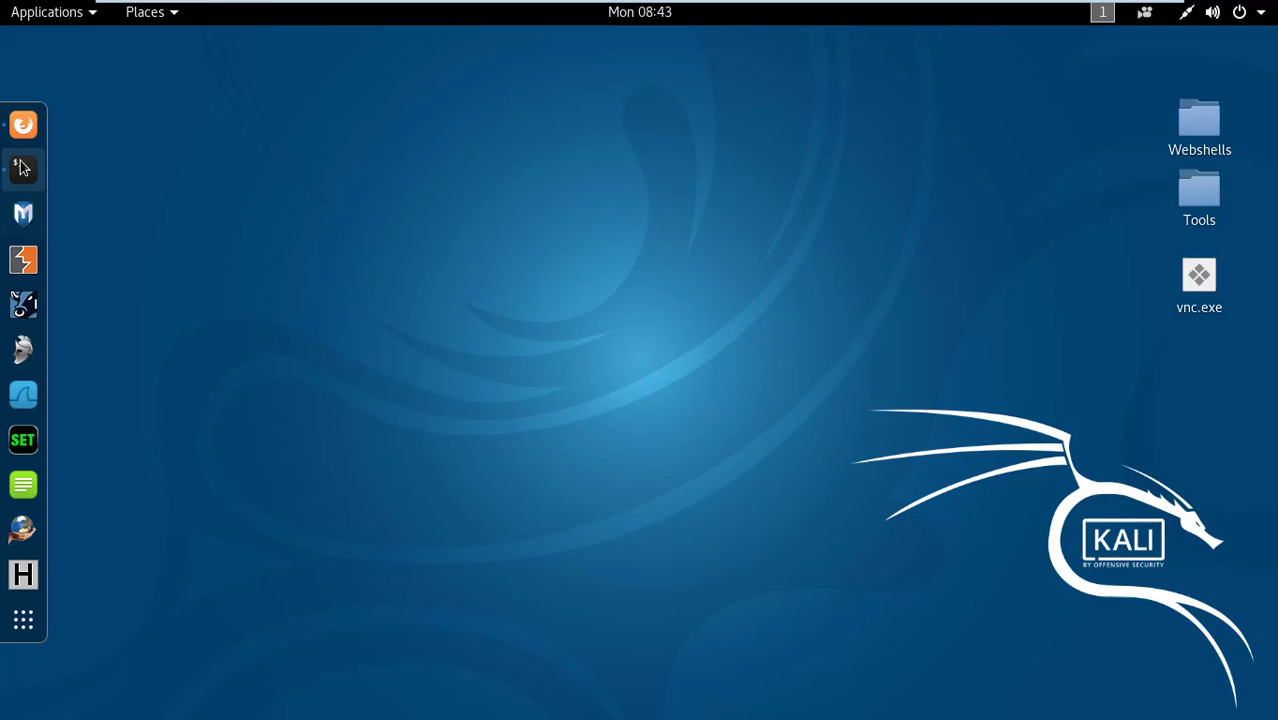 Applications
Places
Mon 08:43
1
$
Webshells
Tools
vnc.exe
SET
H
KALI
BY OFFENSIVE SECURITY